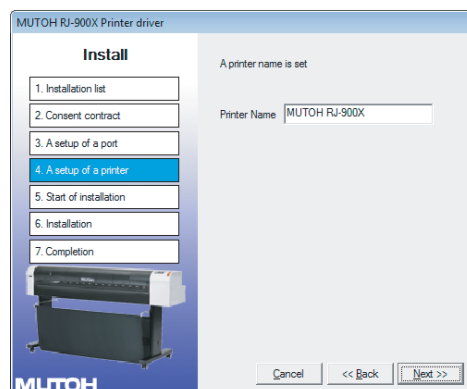 MUTOH RJ-900X Printer driver
Install
1. Installation list
2. Consent contract
3. A setup of a port
4. A setup of a printer
5. Start of installation
6. Installation
7. Completion
MUTOH
A printer name is set
Printer Name MUTOH RJ-900X
Cancel << Back Next >>